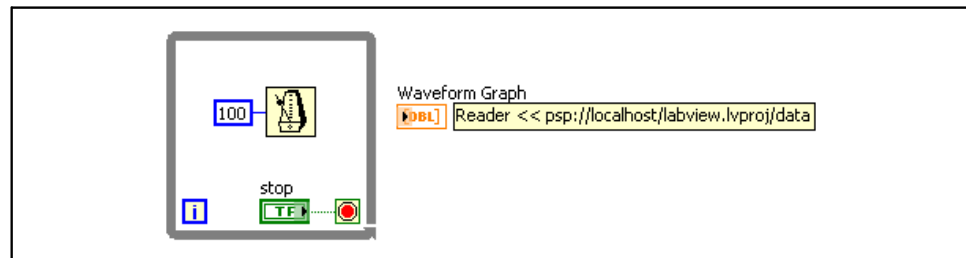 Waveform Graph
100
DBL]
Reader << psp://localhost/labview.lvproj/data
stop
i
TF